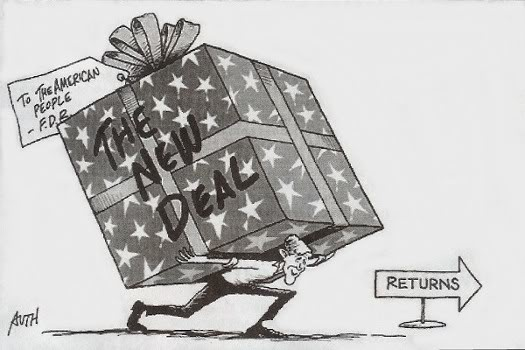 TO THE AMERICAN
PEOPLE
- F.D.R.
THE
NEW
DEAL
RETURNS
AUTH